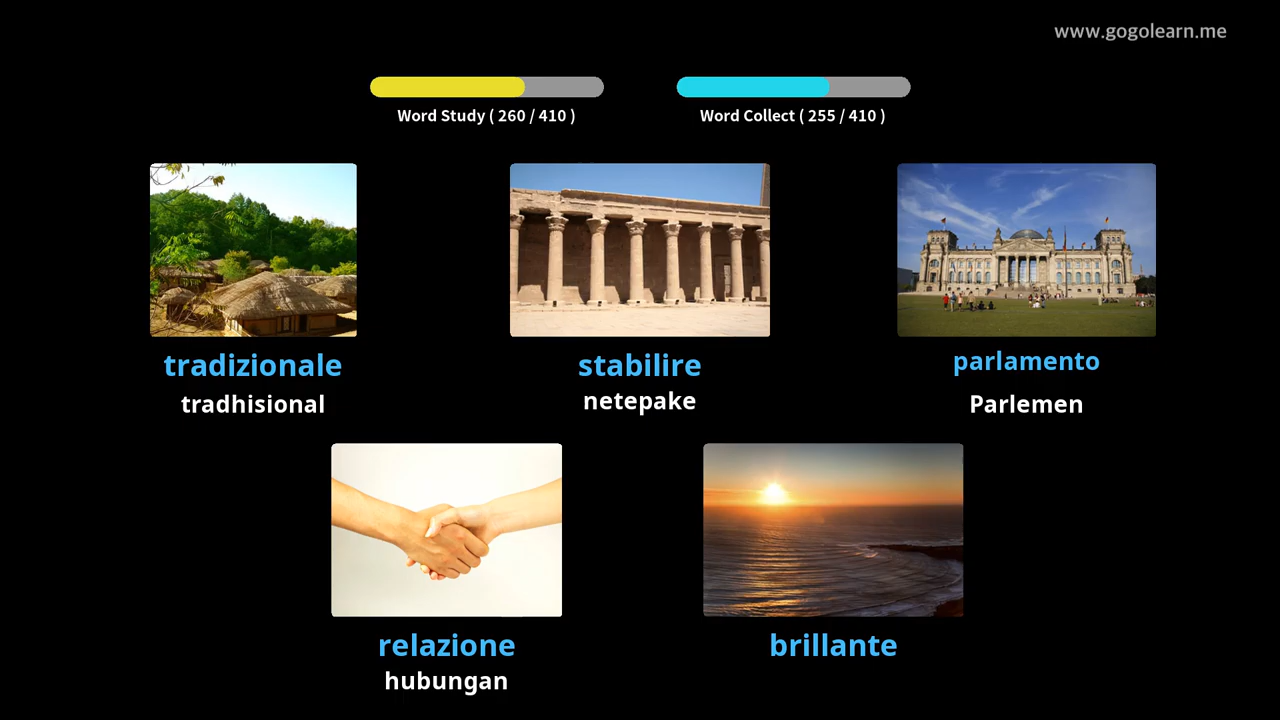 www.gogolearn.me
Word Study ( 260 / 410 )
Word Collect ( 255 / 410 )
tradizionale
tradhisional
stabilire
netepake
parlamento
Parlemen
relazione
hubungan
brillante